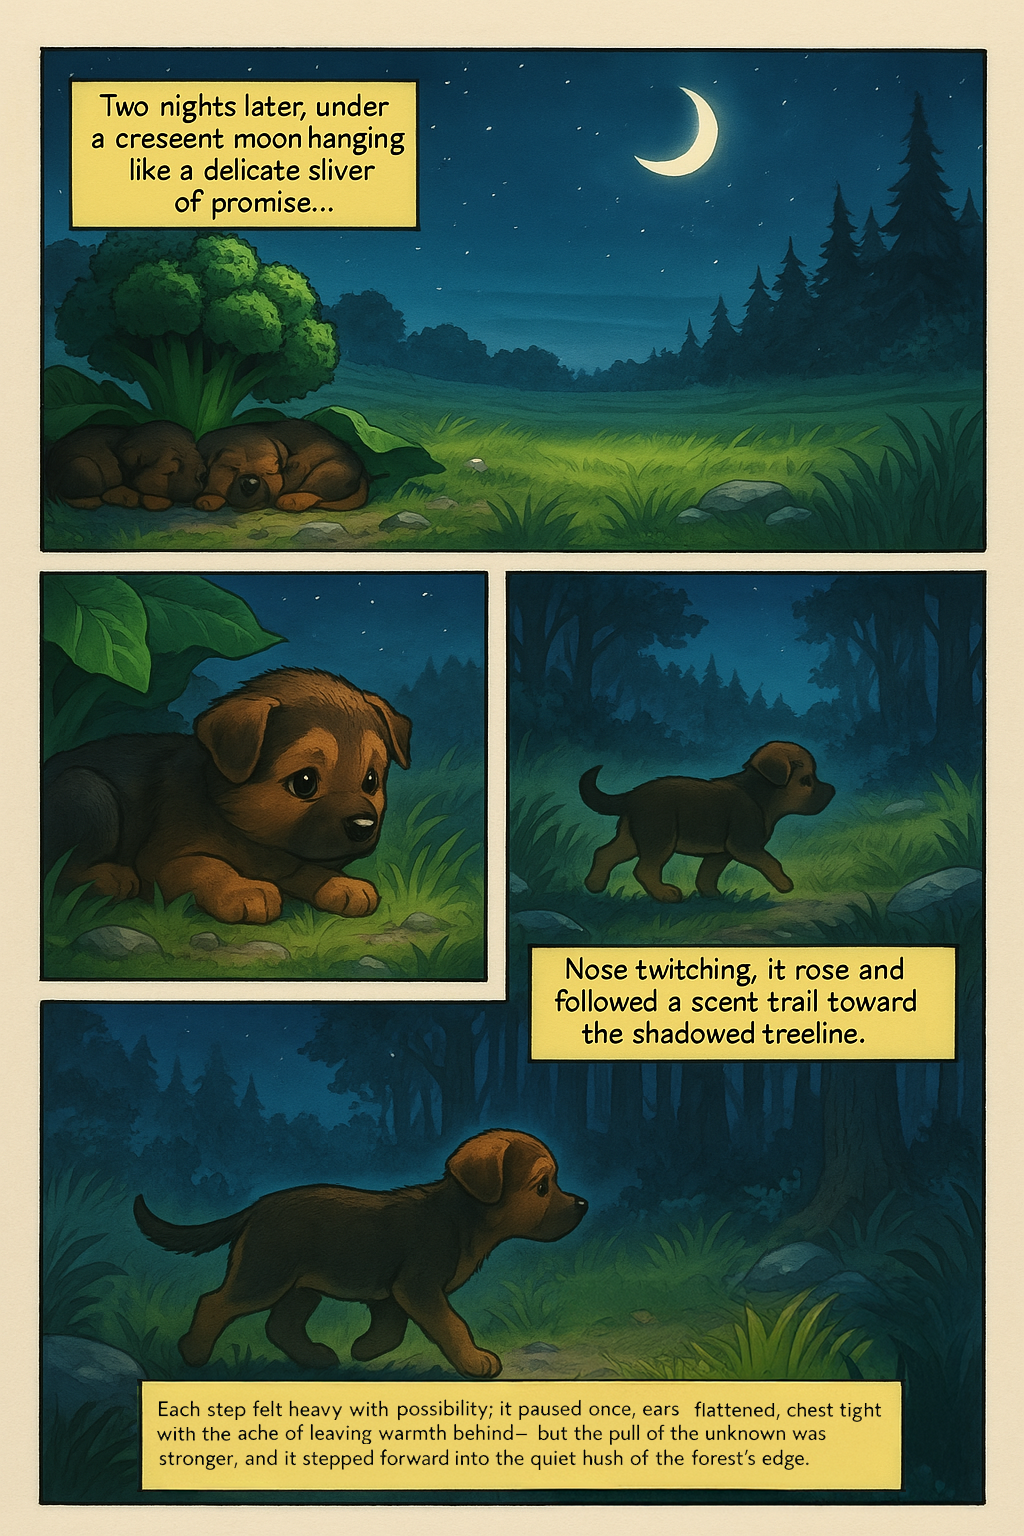 Two nights later, under
a creseent moon hanging
like a delicate sliver
of promise...
Nose twitching, it rose and
followed a scent trail toward
the shadowed treeline.
Each step felt heavy with possibility; it paused once, ears flattened, chest tight
with the ache of leaving warmth behind– but the pull of the unknown was
stronger, and it stepped forward into the quiet hush of the forest's edge.